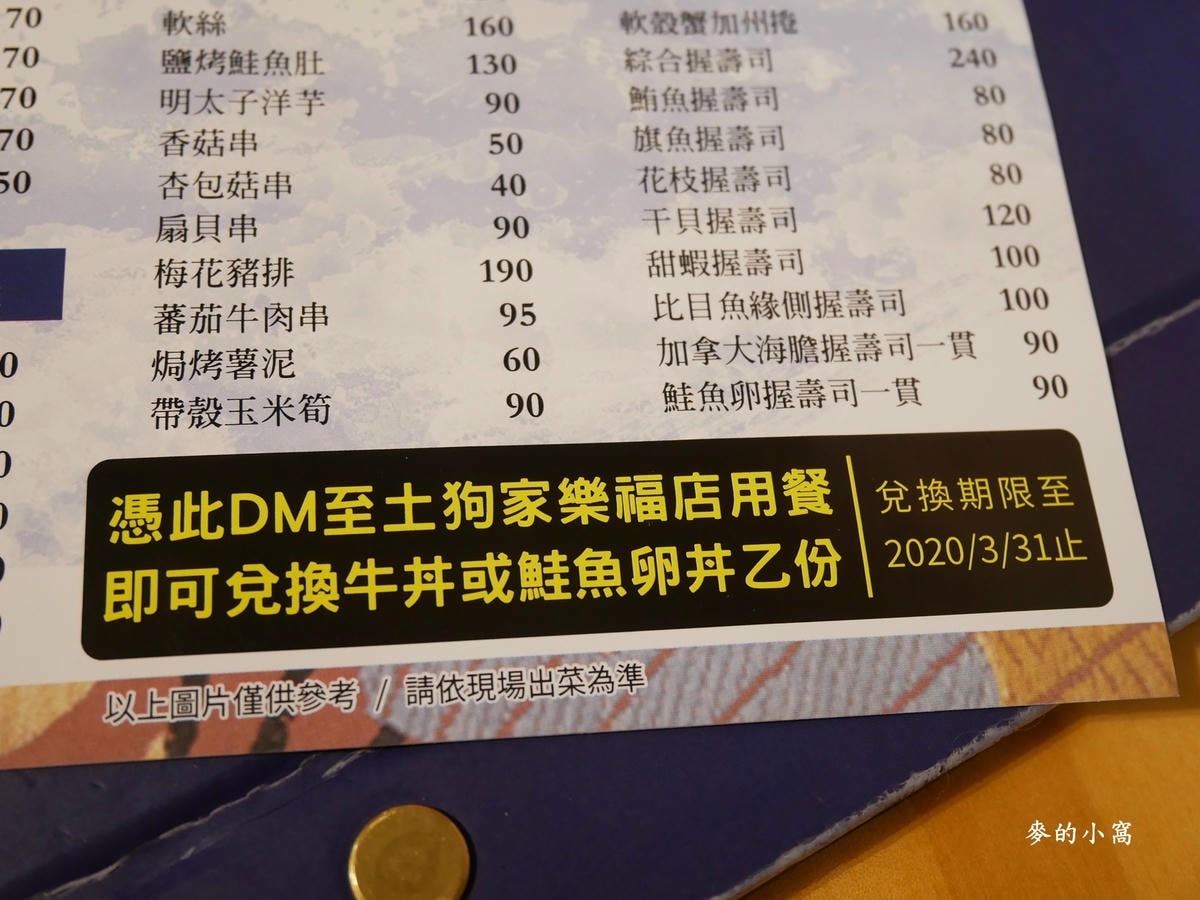 70
70
70
70
50
0
0
0
0
軟絲 160
鹽烤鮭魚肚 130
明太子洋芋 90
香菇串 50
杏包菇串 40
扇貝串 90
梅花豬排 190
蕃茄牛肉串 95
焗烤薯泥 60
帶殼玉米筍 90
軟殼蟹加州捲 160
綜合握壽司 240
鮪魚握壽司 80
旗魚握壽司 80
花枝握壽司 80
干貝握壽司 120
甜蝦握壽司 100
比目魚緣側握壽司 100
加拿大海膽握壽司一貫 90
鮭魚卵握壽司一貫 90
憑此DM至土狗家樂福店用餐
即可兌換牛丼或鮭魚卵丼乙份
兌換期限至
2020/3/31止
以上圖片僅供參考 / 請依現場出菜為準
麥的小窩